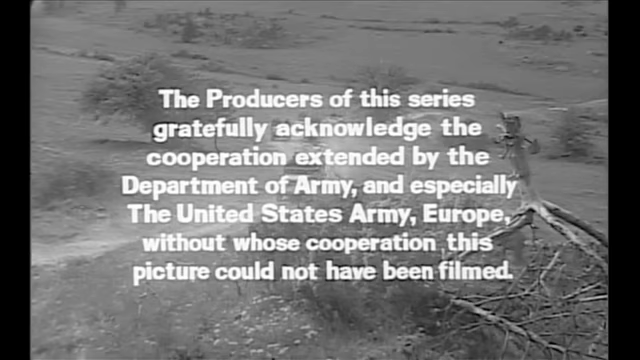 The Producers of this series
gratefully acknowledge the
cooperation extended by the
Department of Army, and especially
The United States Army, Europe,
without whose cooperation this
picture could not have been filmed.